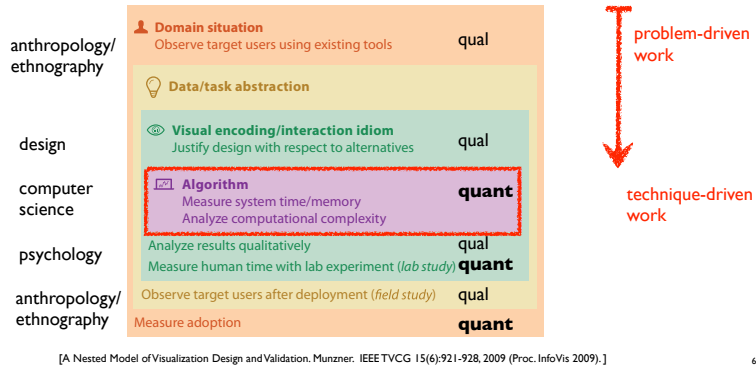 Domain situation
anthropology/
ethnography
Observe target users using existing tools
qual
problem-driven
work
Data/task abstraction
Visual encoding/interaction idiom
design
Justify design with respect to alternatives
qual
computer
science
Algorithm
Measure system time/memory
Analyze computational complexity
quant
technique-driven
work
psychology
Analyze results qualitatively
qual
Measure human time with lab experiment (lab study)
quant
anthropology/
ethnography
Observe target users after deployment (field study)
qual
Measure adoption
quant
[A Nested Model of Visualization Design and Validation. Munzner. IEEE TVCG 15(6):921-928, 2009 (Proc. InfoVis 2009). ]
6